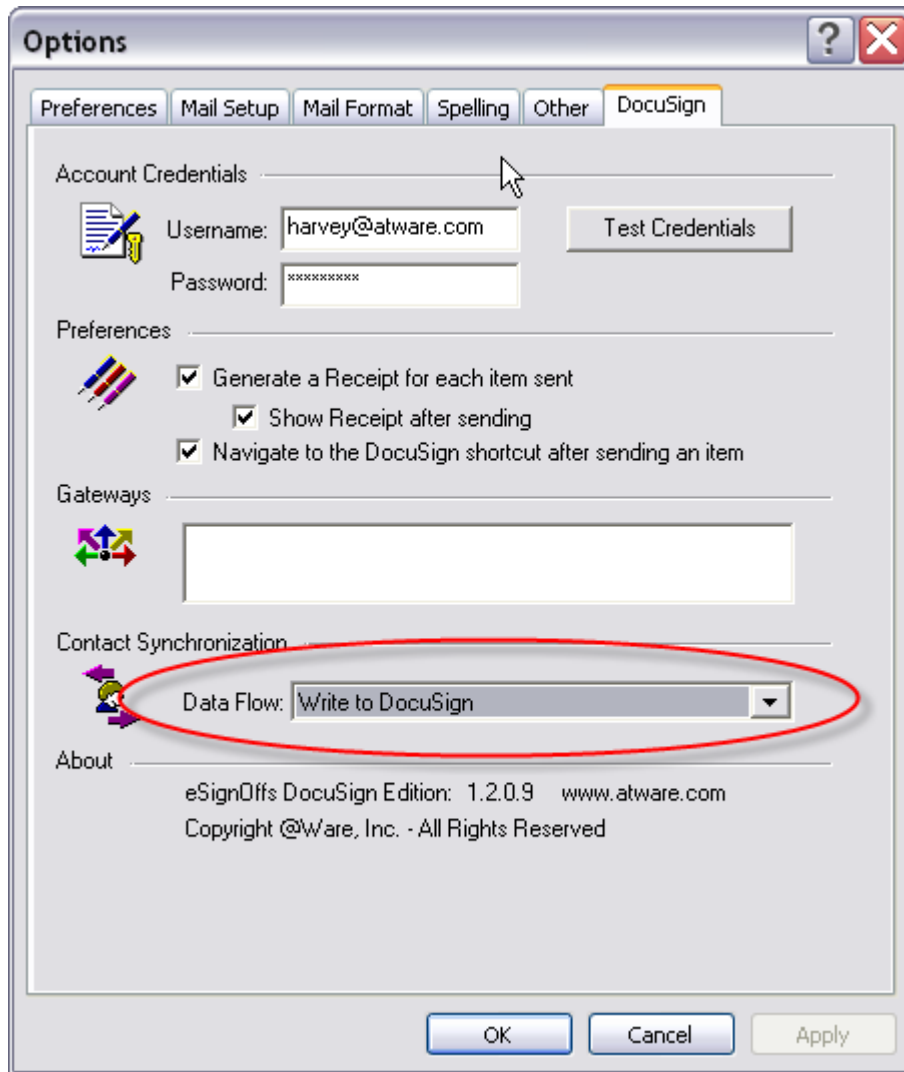 Options
Preferences Mail Setup Mail Format Spelling Other DocuSign
Account Credentials
Username: harvey@atware.com Test Credentials
Password: *********
Preferences
Generate a Receipt for each item sent
Show Receipt after sending
Navigate to the DocuSign shortcut after sending an item
Gateways
Contact Synchronization
Data Flow: Write to DocuSign
About
eSignOffs DocuSign Edition: 1.2.0.9 www.atware.com
Copyright @Ware, Inc. - All Rights Reserved
OK Cancel Apply